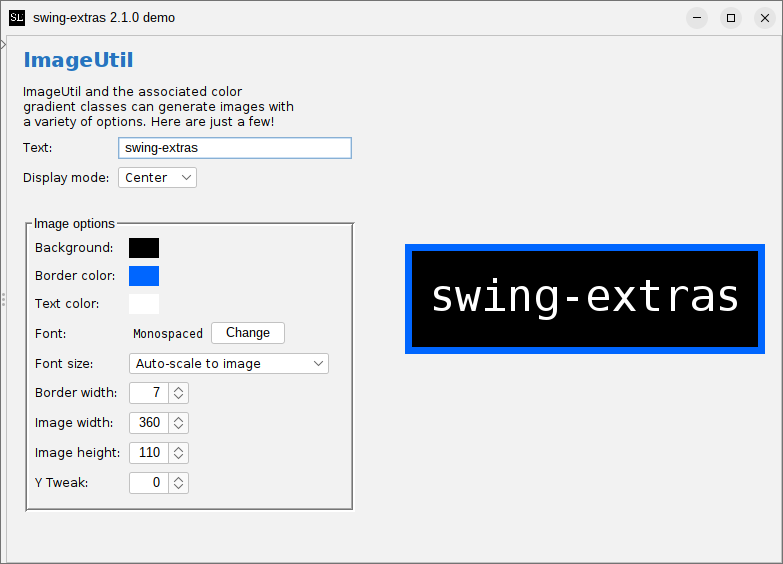 SL
swing-extras 2.1.0 demo
ImageUtil
ImageUtil and the associated color
gradient classes can generate images with
a variety of options. Here are just a few!
Text: swing-extras
Display mode: Center
Image options
Background:
Border color:
Text color:
Font: Monospaced Change
Font size: Auto-scale to image
Border width: 7
Image width: 360
Image height: 110
Y Tweak: 0
swing-extras